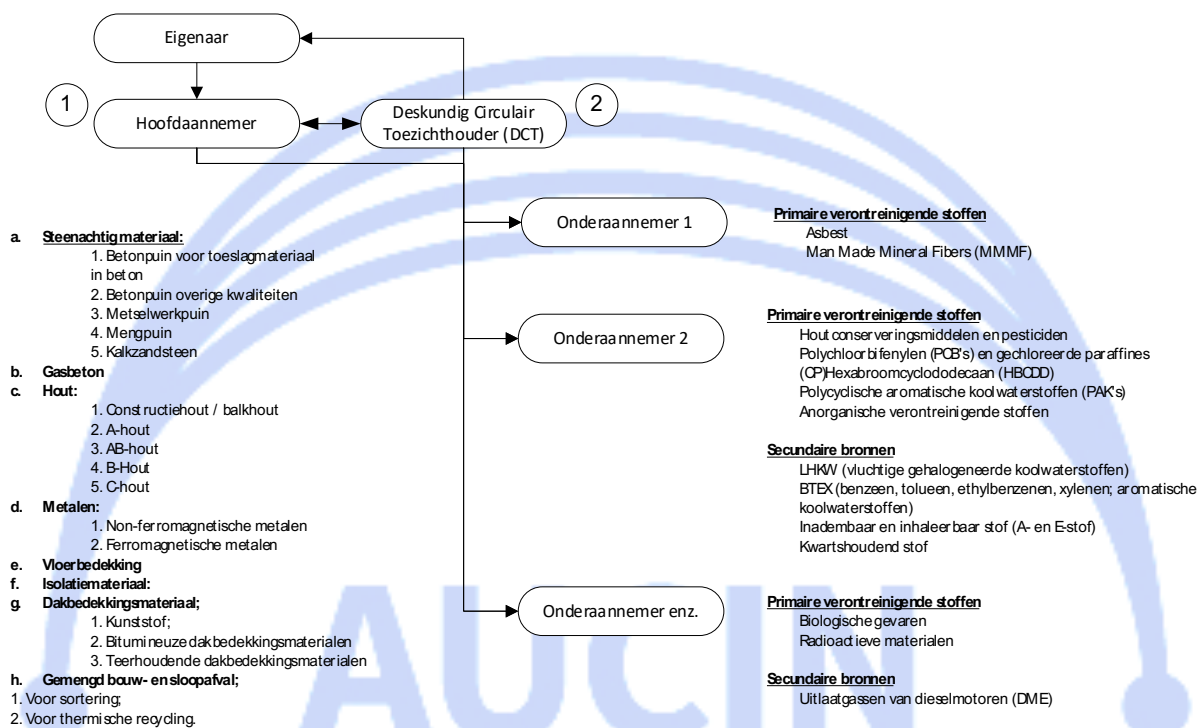 Eigenaar
1
Hoofdaannemer
Deskundig Circulair
Toezichthouder (DCT)
2
Onderaannemer 1
Primaire verontreinigende stoffen
Asbest
Man Made Mineral Fibers (MMMF)
a. Steenachtig materiaal:
1. Betonpuin voor toeslagmateriaal
in beton
2. Betonpuin overige kwaliteiten
3. Metselwerkpuin
4. Mengpuin
5. Kalkzandsteen
b. Gasbeton
c. Hout:
1. Constructiehout / balkhout
2. A-hout
3. AB-hout
4. B-Hout
5. C-hout
d. Metalen:
1. Non-ferromagnetische metalen
2. Ferromagnetische metalen
e. Vloerbedekking
f. Isolatiemateriaal:
g. Dakbedekkingsmateriaal;
1. Kunststof;
2. Bitumineuze dakbedekkingsmaterialen
3. Teerhoudende dakbedekkingsmaterialen
h. Gemengd bouw- en sloopafval;
1. Voor sortering;
2. Voor thermische recycling.
Onderaannemer 2
Primaire verontreinigende stoffen
Hout conserveringsmiddelen en pesticiden
Polychloorbifenylen (PCB's) en gechloreerde paraffines
(CP)Hexabroomcyclododecaan (HBCDD)
Polycyclische aromatische koolwaterstoffen (PAK's)
Anorganische verontreinigende stoffen
Secundaire bronnen
LHKW (vluchtige gehalogeneerde koolwaterstoffen)
BTEX (benzeen, tolueen, ethylbenzenen, xylenen; aromatische
koolwaterstoffen)
Inadembaar en inhaleerbaar stof (A- en E-stof)
Kwartshoudend stof
Onderaannemer enz.
Primaire verontreinigende stoffen
Biologische gevaren
Radioactieve materialen
Secundaire bronnen
Uitlaatgassen van dieselmotoren (DME)
AUCIN